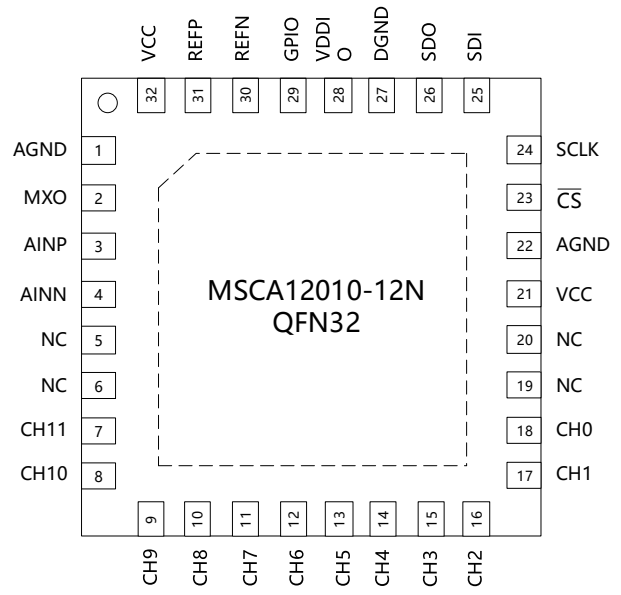 VCC
REFP
REFN
GPIO
VDDI
O
DGND
SDO
SDI
32
31
30
29
28
27
26
25
AGND 1
24 SCLK
MXO 2
23 C̅S̅
AINP 3
22 AGND
AINN 4
21 VCC
MSCA12010-12N
QFN32
NC 5
20 NC
NC 6
19 NC
CH11 7
18 CH0
CH10 8
17 CH1
9
10
11
12
13
14
15
16
CH9
CH8
CH7
CH6
CH5
CH4
CH3
CH2